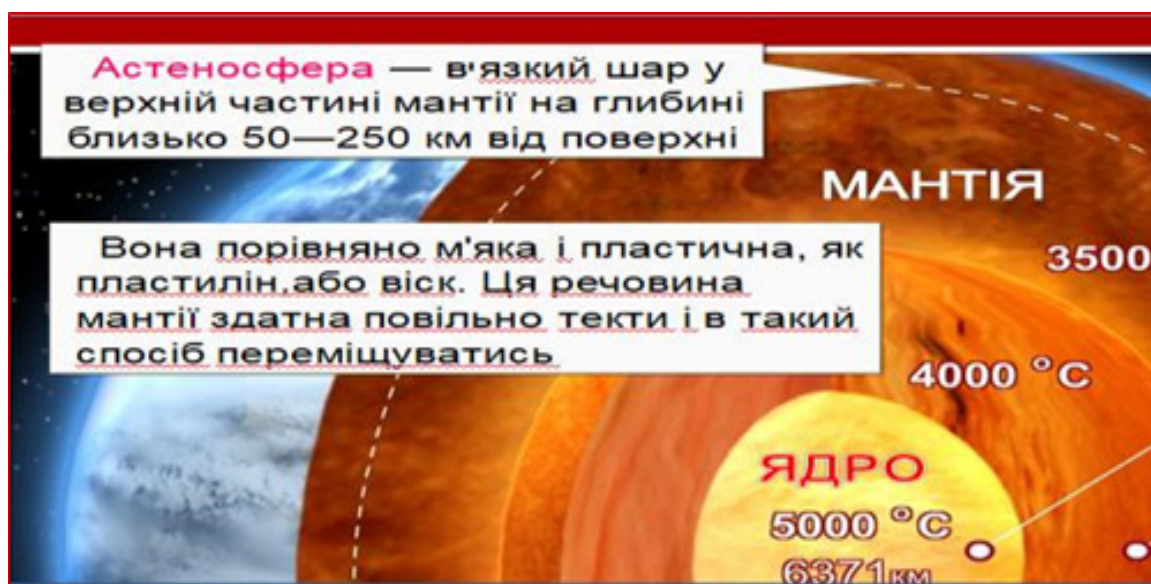 Астеносфера — в'язкий шар у
верхній частині мантії на глибині
близько 50—250 км від поверхні
МАНТІЯ
Вона порівняно м'яка і пластична, як
пластилін,або віск. Ця речовина
мантії здатна повільно текти і в такий
спосіб переміщуватись
3500
4000 °С
ЯДРО
5000 °С
6371км